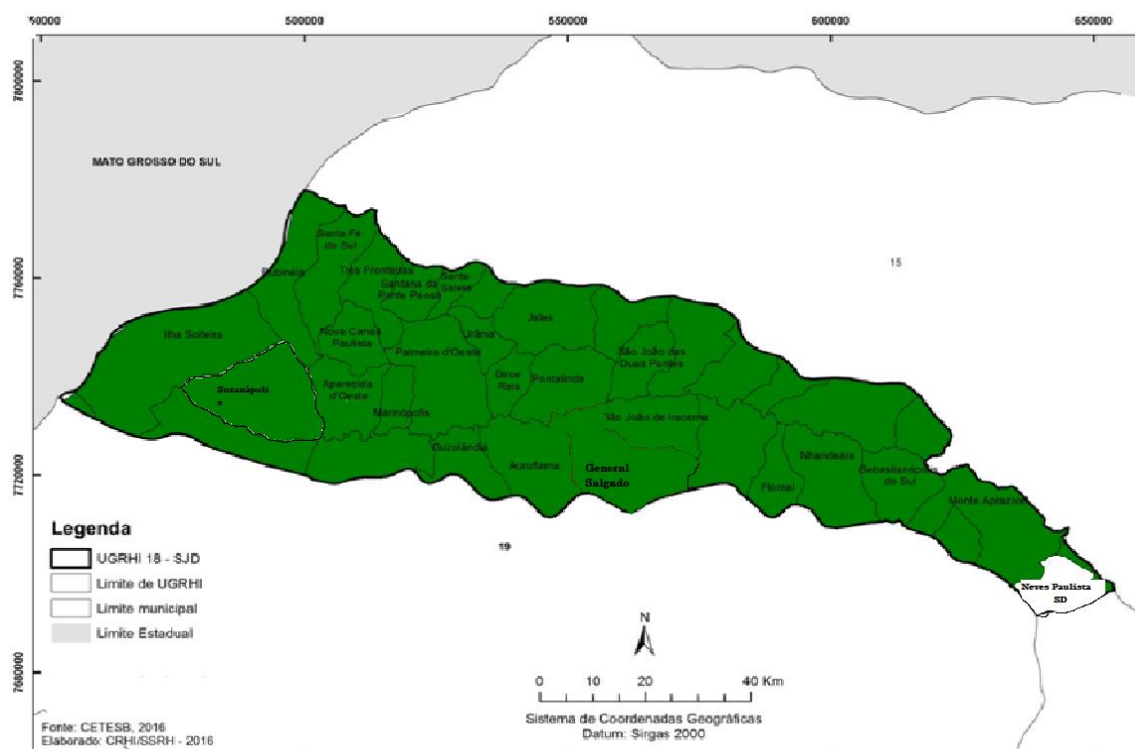 500000
550000
600000
650000
7800000
7760000
7720000
7680000
MATO GROSSO DO SUL
15
Santa Fé
do Sul
Rubinéia
Três Fronteiras
Santana da
Ponte Pensa
Santa
Salete
Ilha Solteira
Nova Canaã
Paulista
Urânia
Jales
Palmeira d'Oeste
São João das
Duas Pontes
Suzanápoli
s
Aparecida
d'Oeste
Dirce
Reis
Pontalinda
Marinópolis
São João de Iracema
Guzolândia
Auriflama
General
Salgado
Nhandeara
Floreal
Sebastianópolis
do Sul
Monte Aprazível
19
Neves Paulista
SD
Legenda
UGRHI 18 - SJD
Limite de UGRHI
Limite municipal
Limite Estadual
N
0 10 20 40 Km
Sistema de Coordenadas Geográficas
Datum: Sirgas 2000
Fonte: CETESB, 2016
Elaborado: CRHI/SSRH - 2016